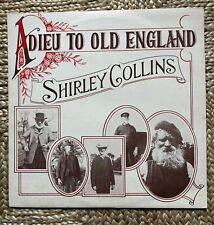 ADIEU TO OLD ENGLAND
SHIRLEY COLLINS